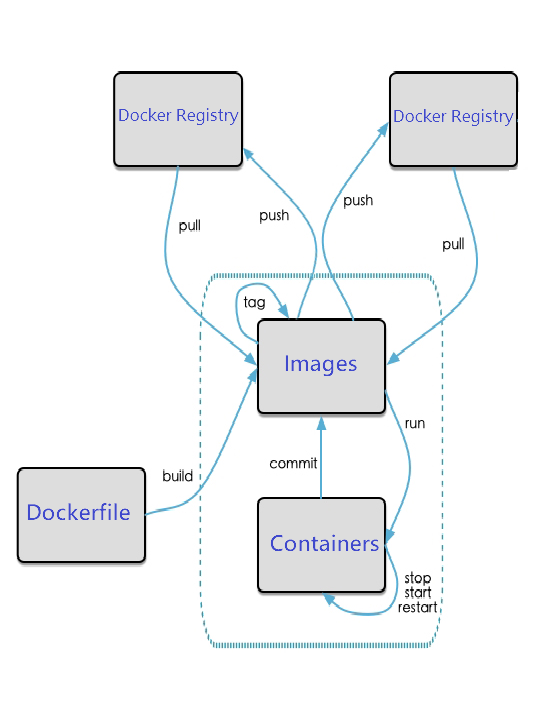 Docker Registry
Docker Registry
push
push
pull
pull
tag
Images
run
commit
build
Dockerfile
Containers
stop
start
restart